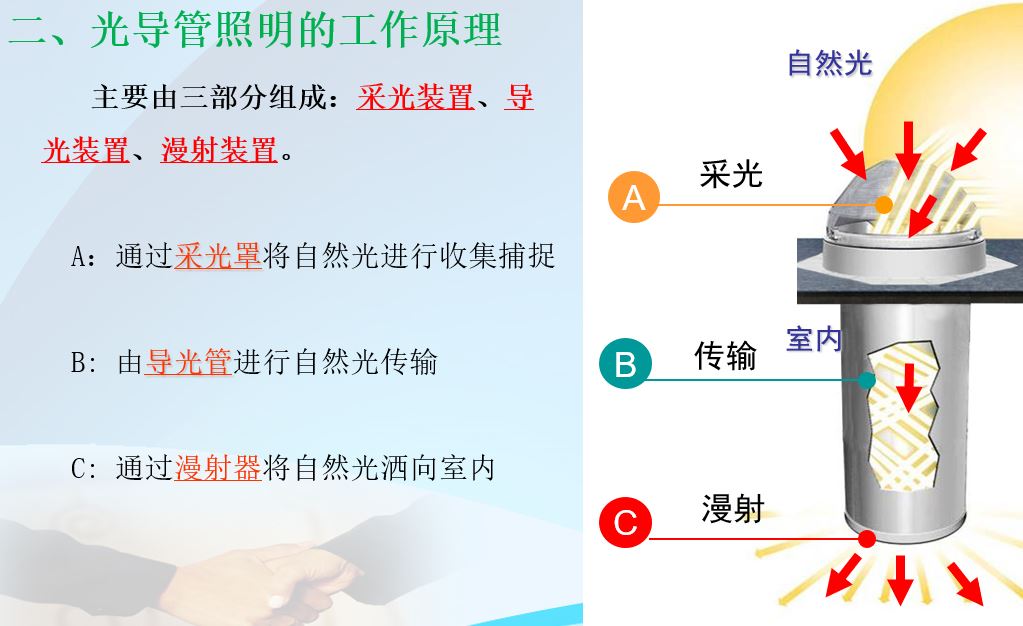 二、光导管照明的工作原理
主要由三部分组成：采光装置、导
光装置、漫射装置。
A：通过采光罩将自然光进行收集捕捉
B：由导光管进行自然光传输
C：通过漫射器将自然光洒向室内
自然光
A
采光
室内
B
传输
C
漫射